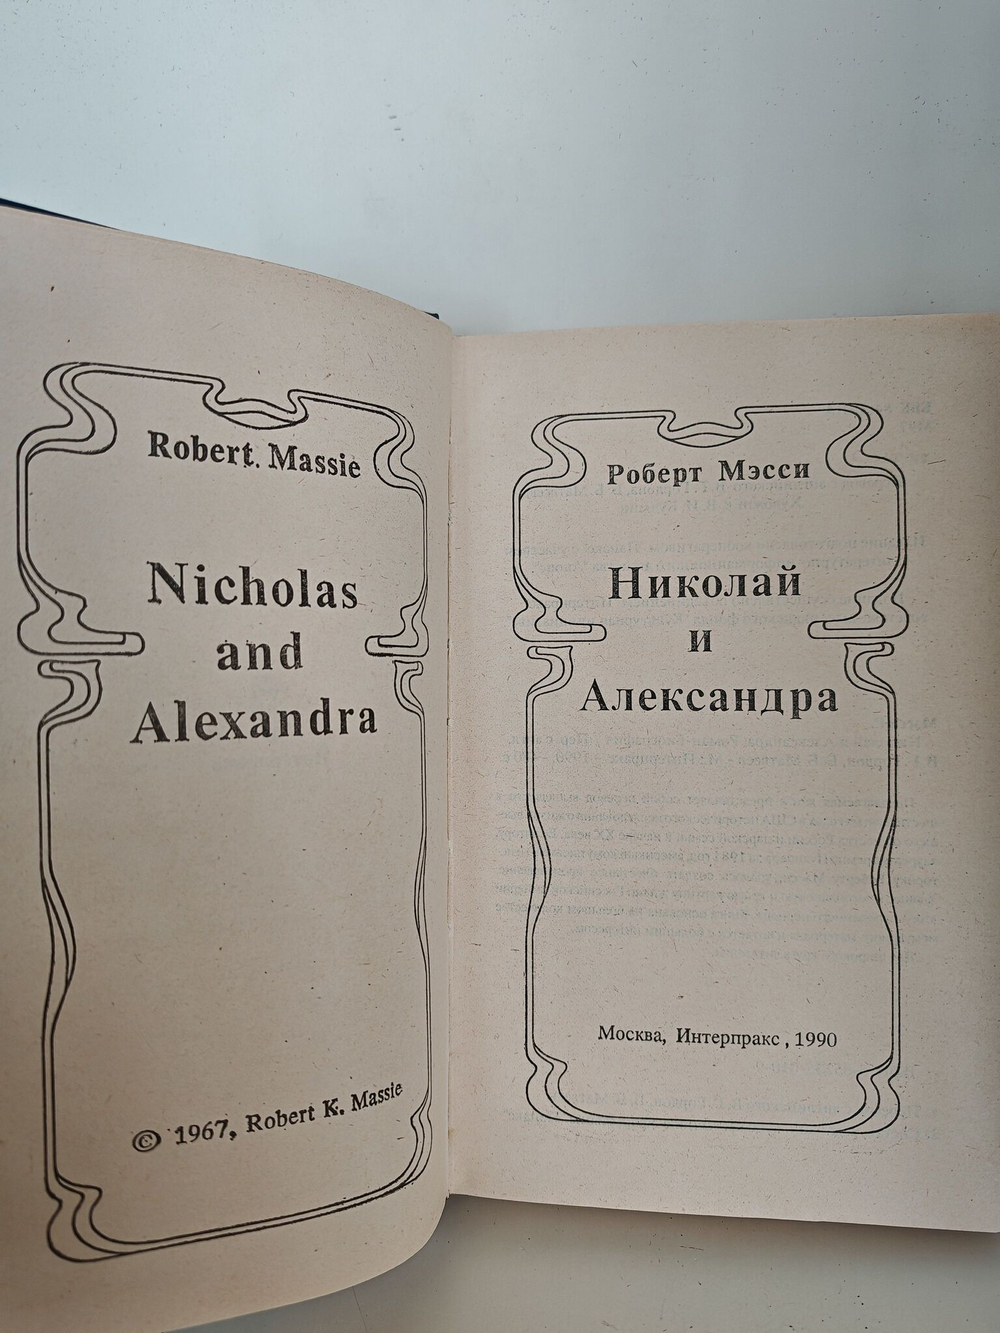 Robert. Massie
Nicholas
and
Alexandra
© 1967, Robert K. Massie
Роберт Мэсси
Николай
и
Александра
Москва, Интерпракс, 1990